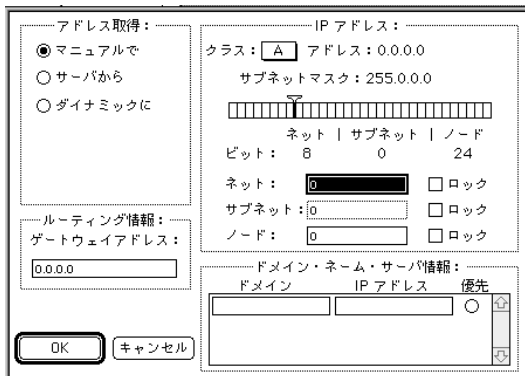 アドレス取得：
マニュアルで
サーバから
ダイナミックに
ルーティング情報：
ゲートウェイアドレス：
0.0.0.0
OK
キャンセル
IP アドレス：
クラス： A アドレス：0.0.0.0
サブネットマスク：255.0.0.0
ネット | サブネット | ノード
ビット： 8 0 24
ネット： 0 ロック
サブネット： 0
ノード： 0 ロック
ドメイン・ネーム・サーバ情報：
ドメイン IP アドレス 優先